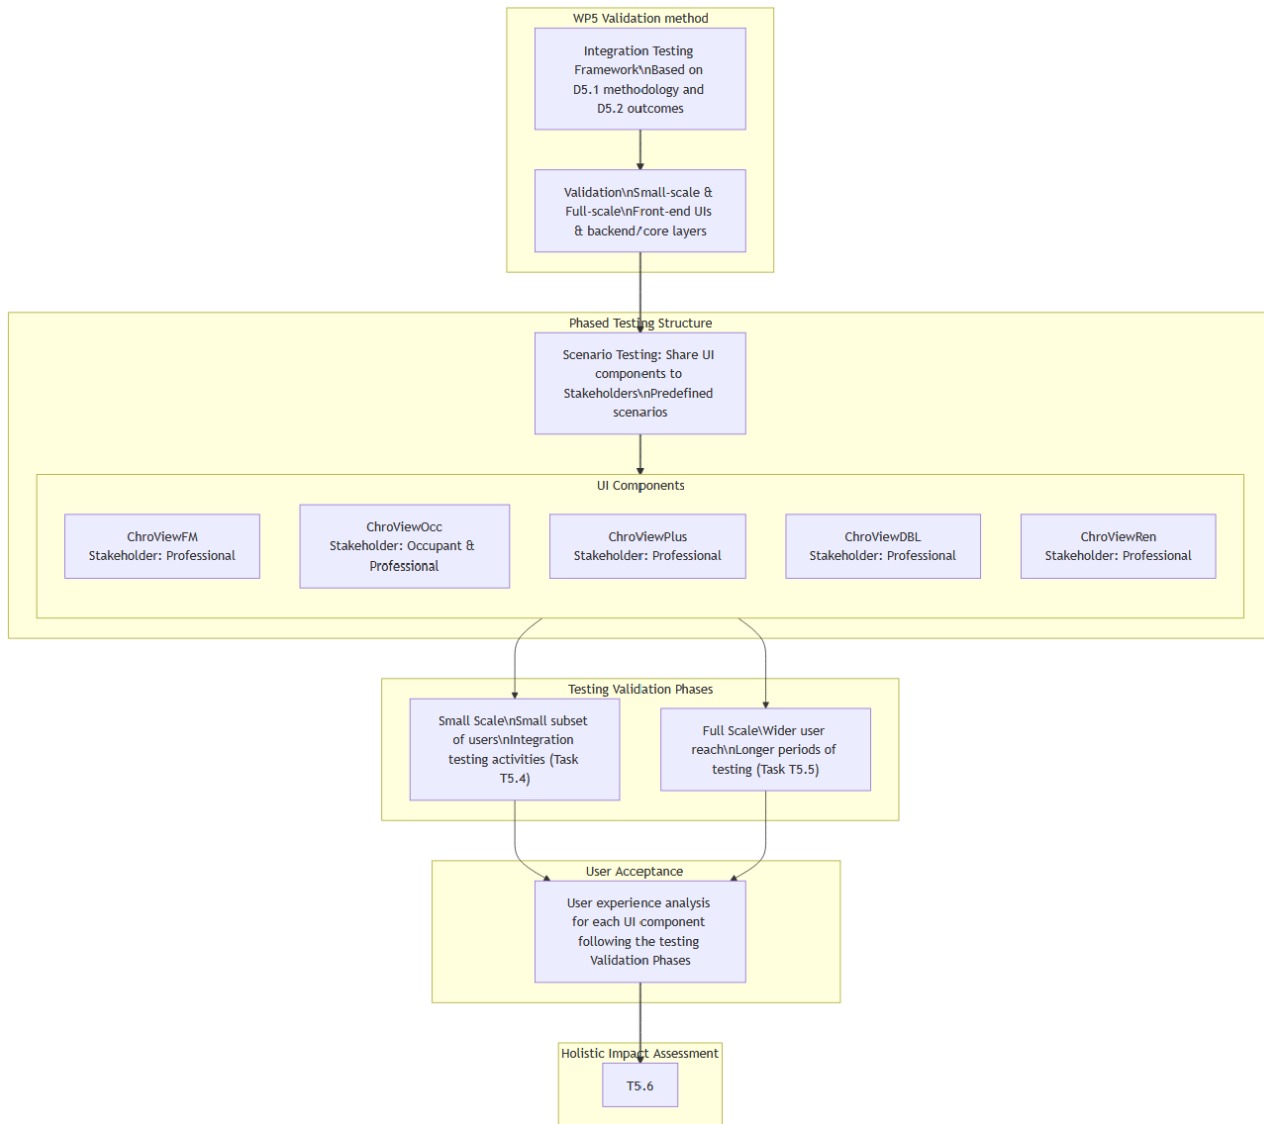 WP5 Validation method
Integration Testing
Framework\nBased on
D5.1 methodology and
D5.2 outcomes
Validation\nSmall-scale &
Full-scale\nFront-end UIs
& backend/core layers
Phased Testing Structure
Scenario Testing: Share UI
components to
Stakeholders\nPredefined
scenarios
UI Components
ChroViewFM
Stakeholder: Professional
ChroViewOcc
Stakeholder: Occupant &
Professional
ChroViewPlus
Stakeholder: Professional
ChroViewDBL
Stakeholder: Professional
ChroViewRen
Stakeholder: Professional
Testing Validation Phases
Small Scale\nSmall subset
of users\nIntegration
testing activities (Task
T5.4)
Full Scale\Wider user
reach\nLonger periods of
testing (Task T5.5)
User Acceptance
User experience analysis
for each UI component
following the testing
Validation Phases
Holistic Impact Assessment
T5.6